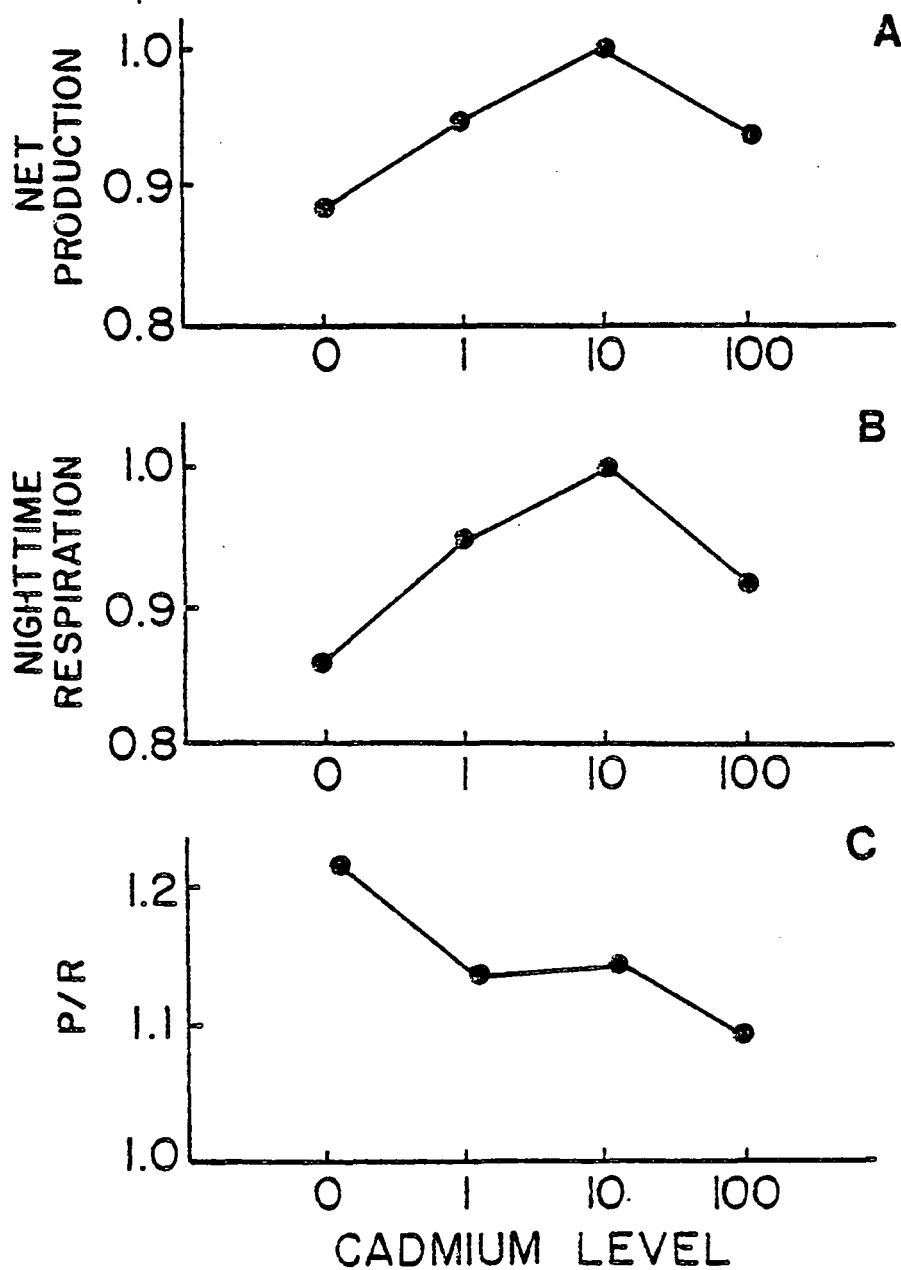 A
1.0
0.9
0.8
NET
PRODUCTION
0 1 10 100
B
1.0
0.9
0.8
NIGHTTIME
RESPIRATION
0 1 10 100
C
1.2
1.1
1.0
P/R
0 1 10 100
CADMIUM LEVEL